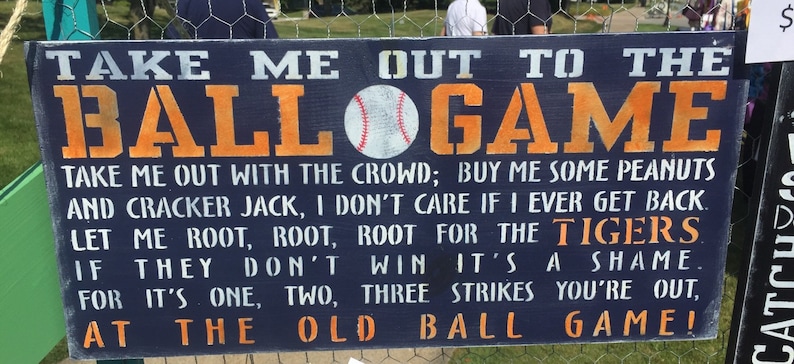 TAKE ME OUT TO THE
BALL GAME
TAKE ME OUT WITH THE CROWD; BUY ME SOME PEANUTS
AND CRACKER JACK, I DON'T CARE IF I EVER GET BACK.
LET ME ROOT, ROOT, ROOT FOR THE TIGERS.
IF THEY DON'T WIN IT'S A SHAME.
FOR IT'S ONE, TWO, THREE STRIKES YOU'RE OUT,
AT THE OLD BALL GAME!
$
CATCH